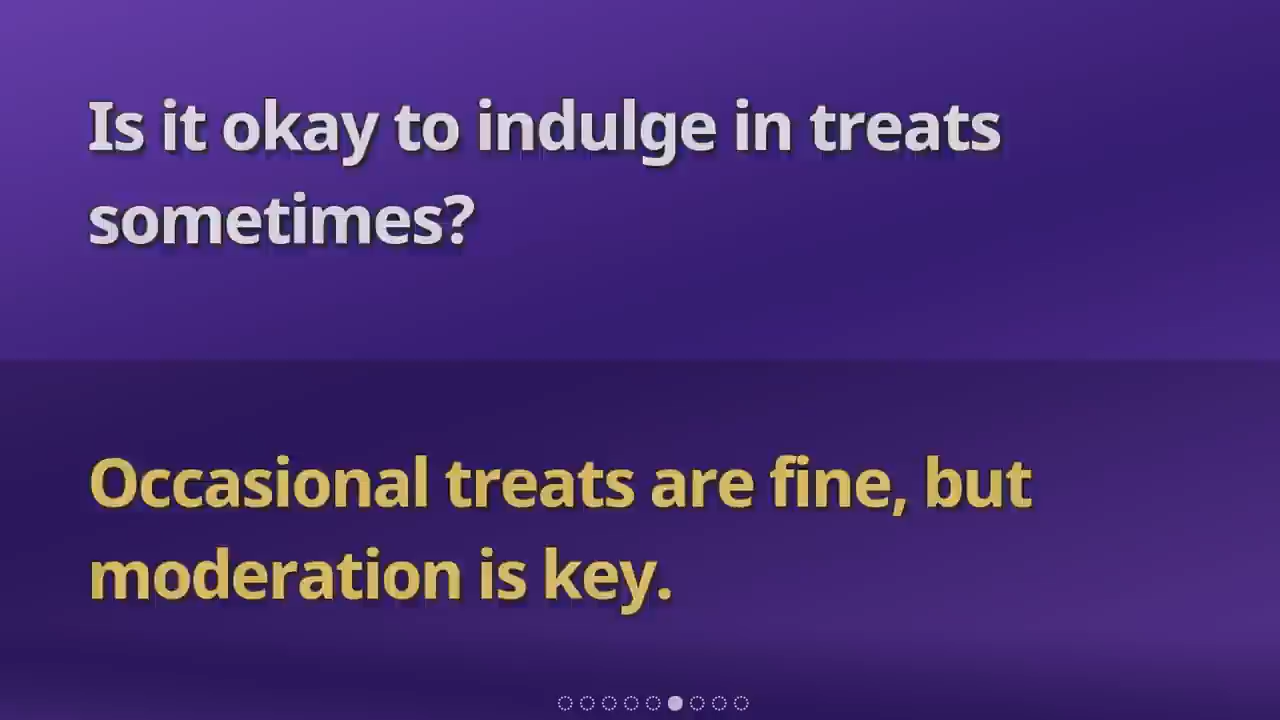 Is it okay to indulge in treats
sometimes?
Occasional treats are fine, but
moderation is key.